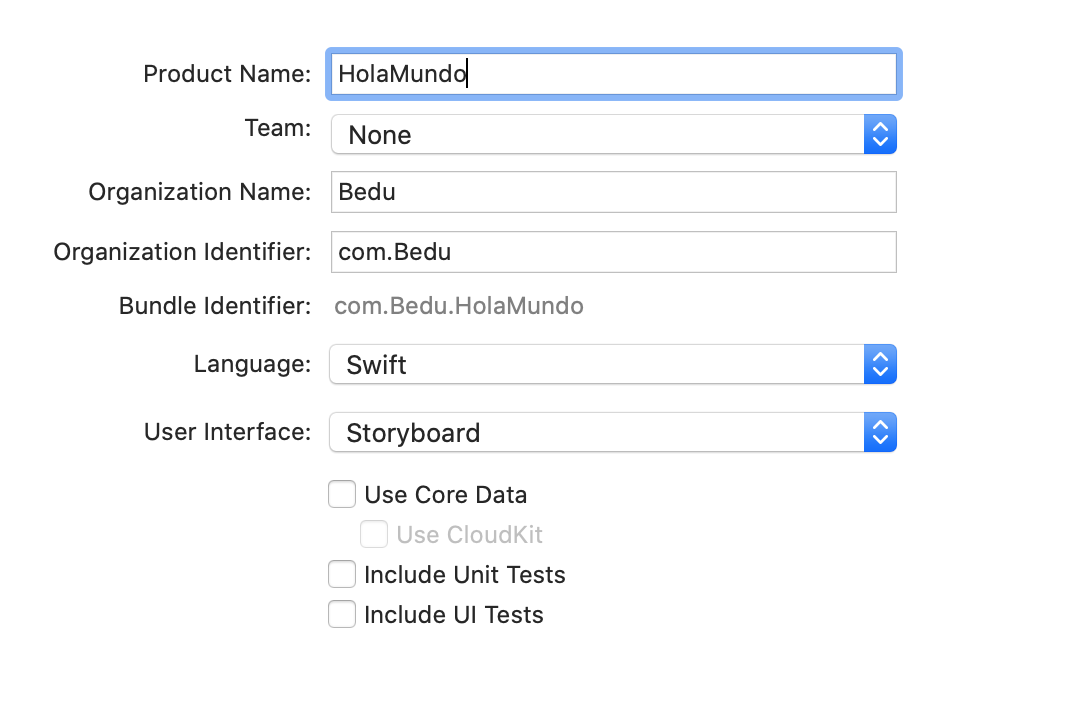 Product Name: HolaMundo
Team: None
Organization Name: Bedu
Organization Identifier: com.Bedu
Bundle Identifier: com.Bedu.HolaMundo
Language: Swift
User Interface: Storyboard
Use Core Data
Use CloudKit
Include Unit Tests
Include UI Tests